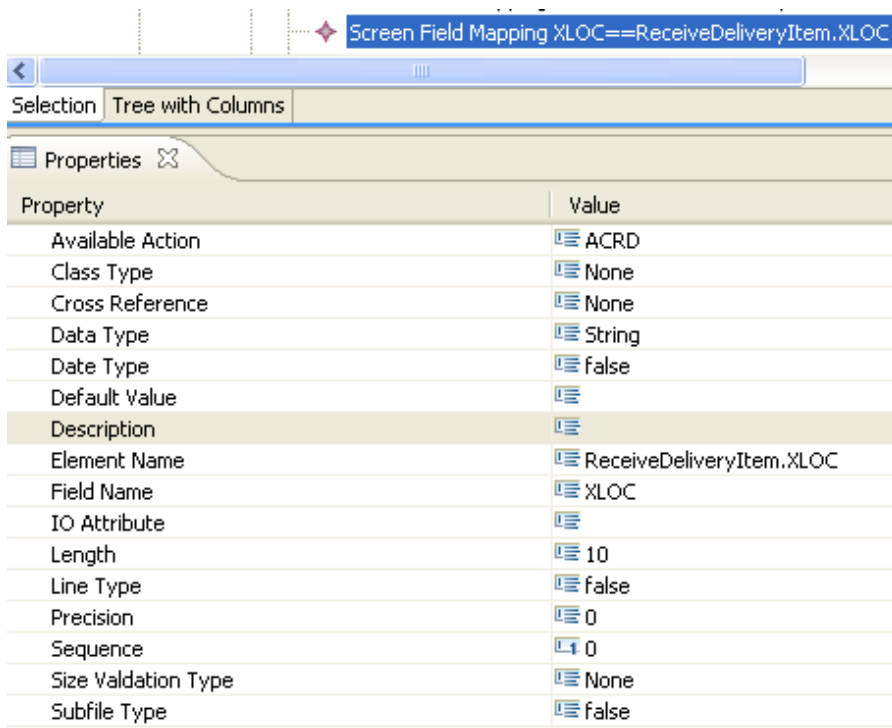 Screen Field Mapping XLOC==ReceiveDeliveryItem.XLOC
Selection Tree with Columns
Properties
Property Value
Available Action ACRD
Class Type None
Cross Reference None
Data Type String
Date Type false
Default Value
Description
Element Name ReceiveDeliveryItem.XLOC
Field Name XLOC
IO Attribute
Length 10
Line Type false
Precision 0
Sequence 0
Size Valdation Type None
Subfile Type false